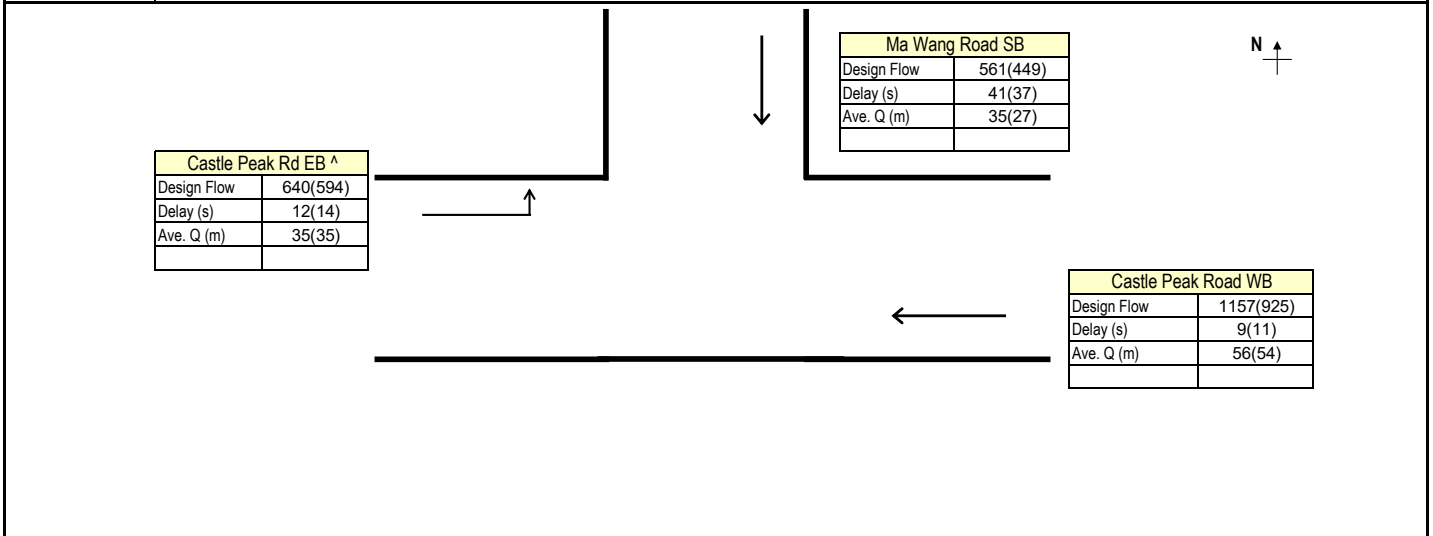 Ma Wang Road SB
Design Flow 561(449)
Delay (s) 41(37)
Ave. Q (m) 35(27)
N
Castle Peak Rd EB ^
Design Flow 640(594)
Delay (s) 12(14)
Ave. Q (m) 35(35)
Castle Peak Road WB
Design Flow 1157(925)
Delay (s) 9(11)
Ave. Q (m) 56(54)